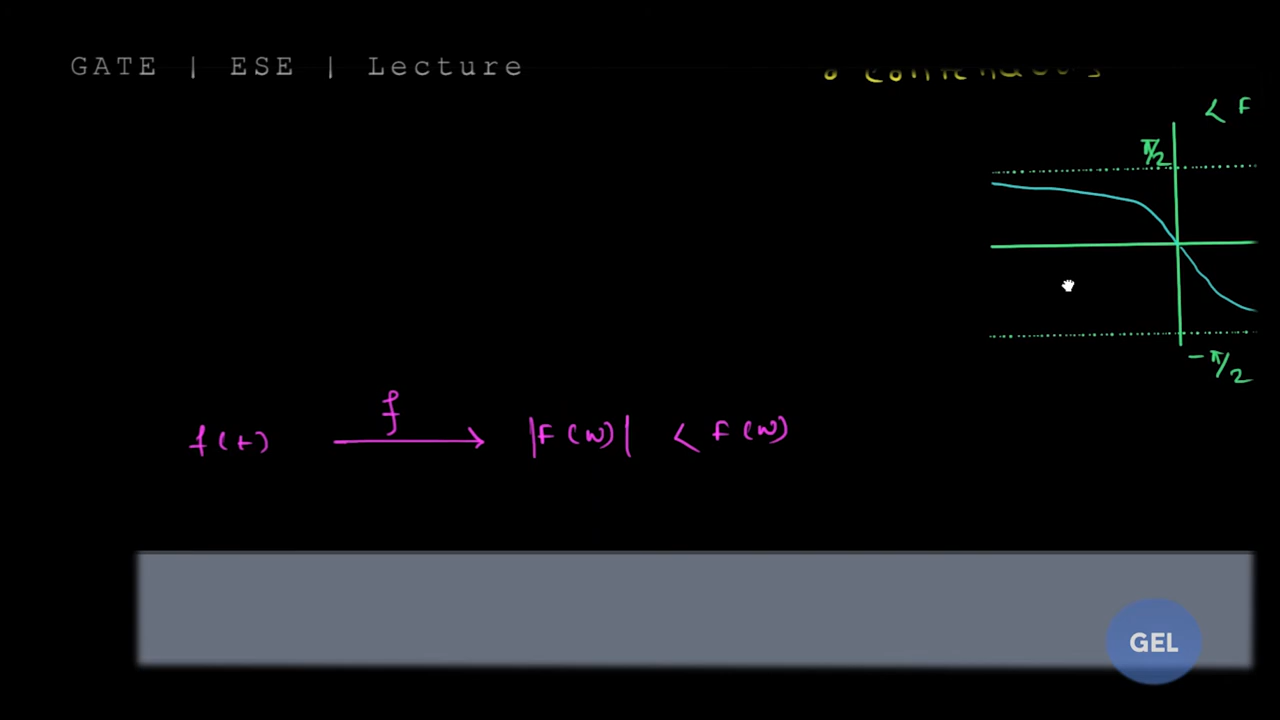 GATE | ESE | Lecture
< F
π/2
-π/2
f
f(t) |F(w)| < F(w)
GEL